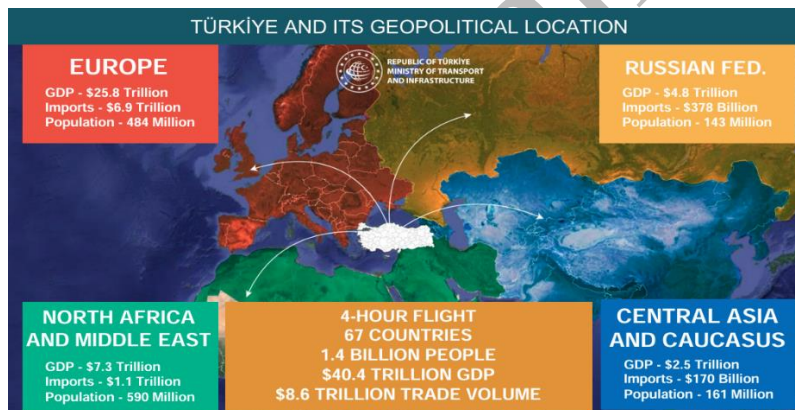 TÜRKİYE AND ITS GEOPOLITICAL LOCATION
EUROPE
GDP - $25.8 Trillion
Imports - $6.9 Trillion
Population - 484 Million
REPUBLIC OF TÜRKİYE
MINISTRY OF TRANSPORT
AND INFRASTRUCTURE
RUSSIAN FED.
GDP - $4.8 Trillion
Imports - $378 Billion
Population - 143 Million
NORTH AFRICA
AND MIDDLE EAST
GDP - $7.3 Trillion
Imports - $1.1 Trillion
Population - 590 Million
4-HOUR FLIGHT
67 COUNTRIES
1.4 BILLION PEOPLE
$40.4 TRILLION GDP
$8.6 TRILLION TRADE VOLUME
CENTRAL ASIA
AND CAUCASUS
GDP - $2.5 Trillion
Imports - $170 Billion
Population - 161 Million